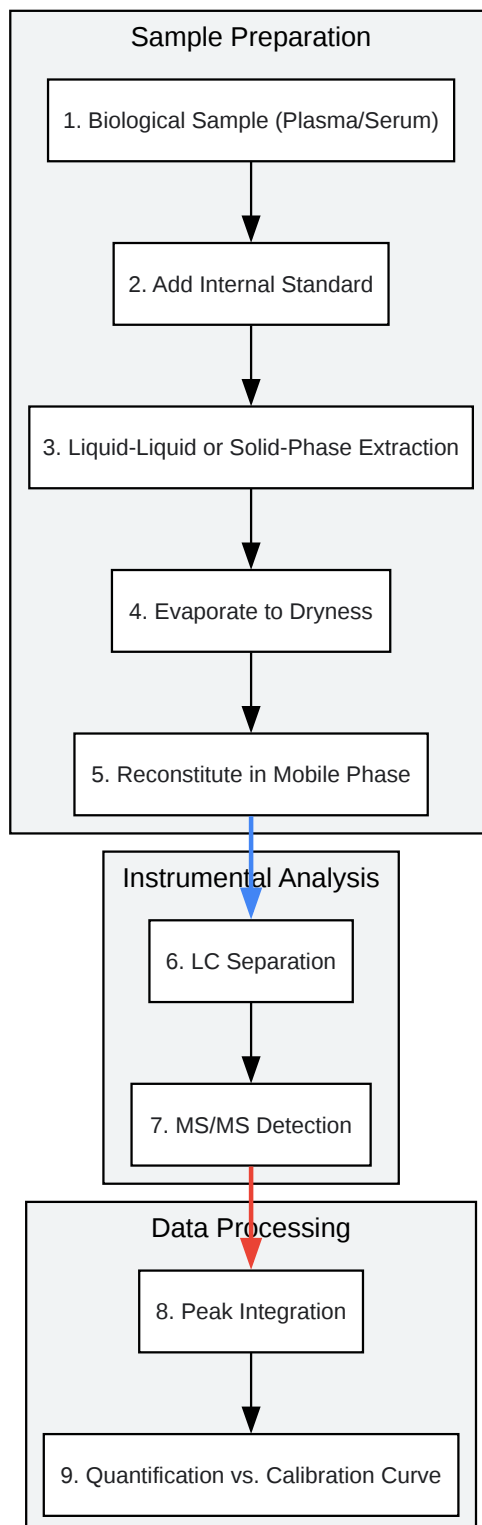 Sample Preparation
1. Biological Sample (Plasma/Serum)
2. Add Internal Standard
3. Liquid-Liquid or Solid-Phase Extraction
4. Evaporate to Dryness
5. Reconstitute in Mobile Phase
Instrumental Analysis
6. LC Separation
7. MS/MS Detection
Data Processing
8. Peak Integration
9. Quantification vs. Calibration Curve